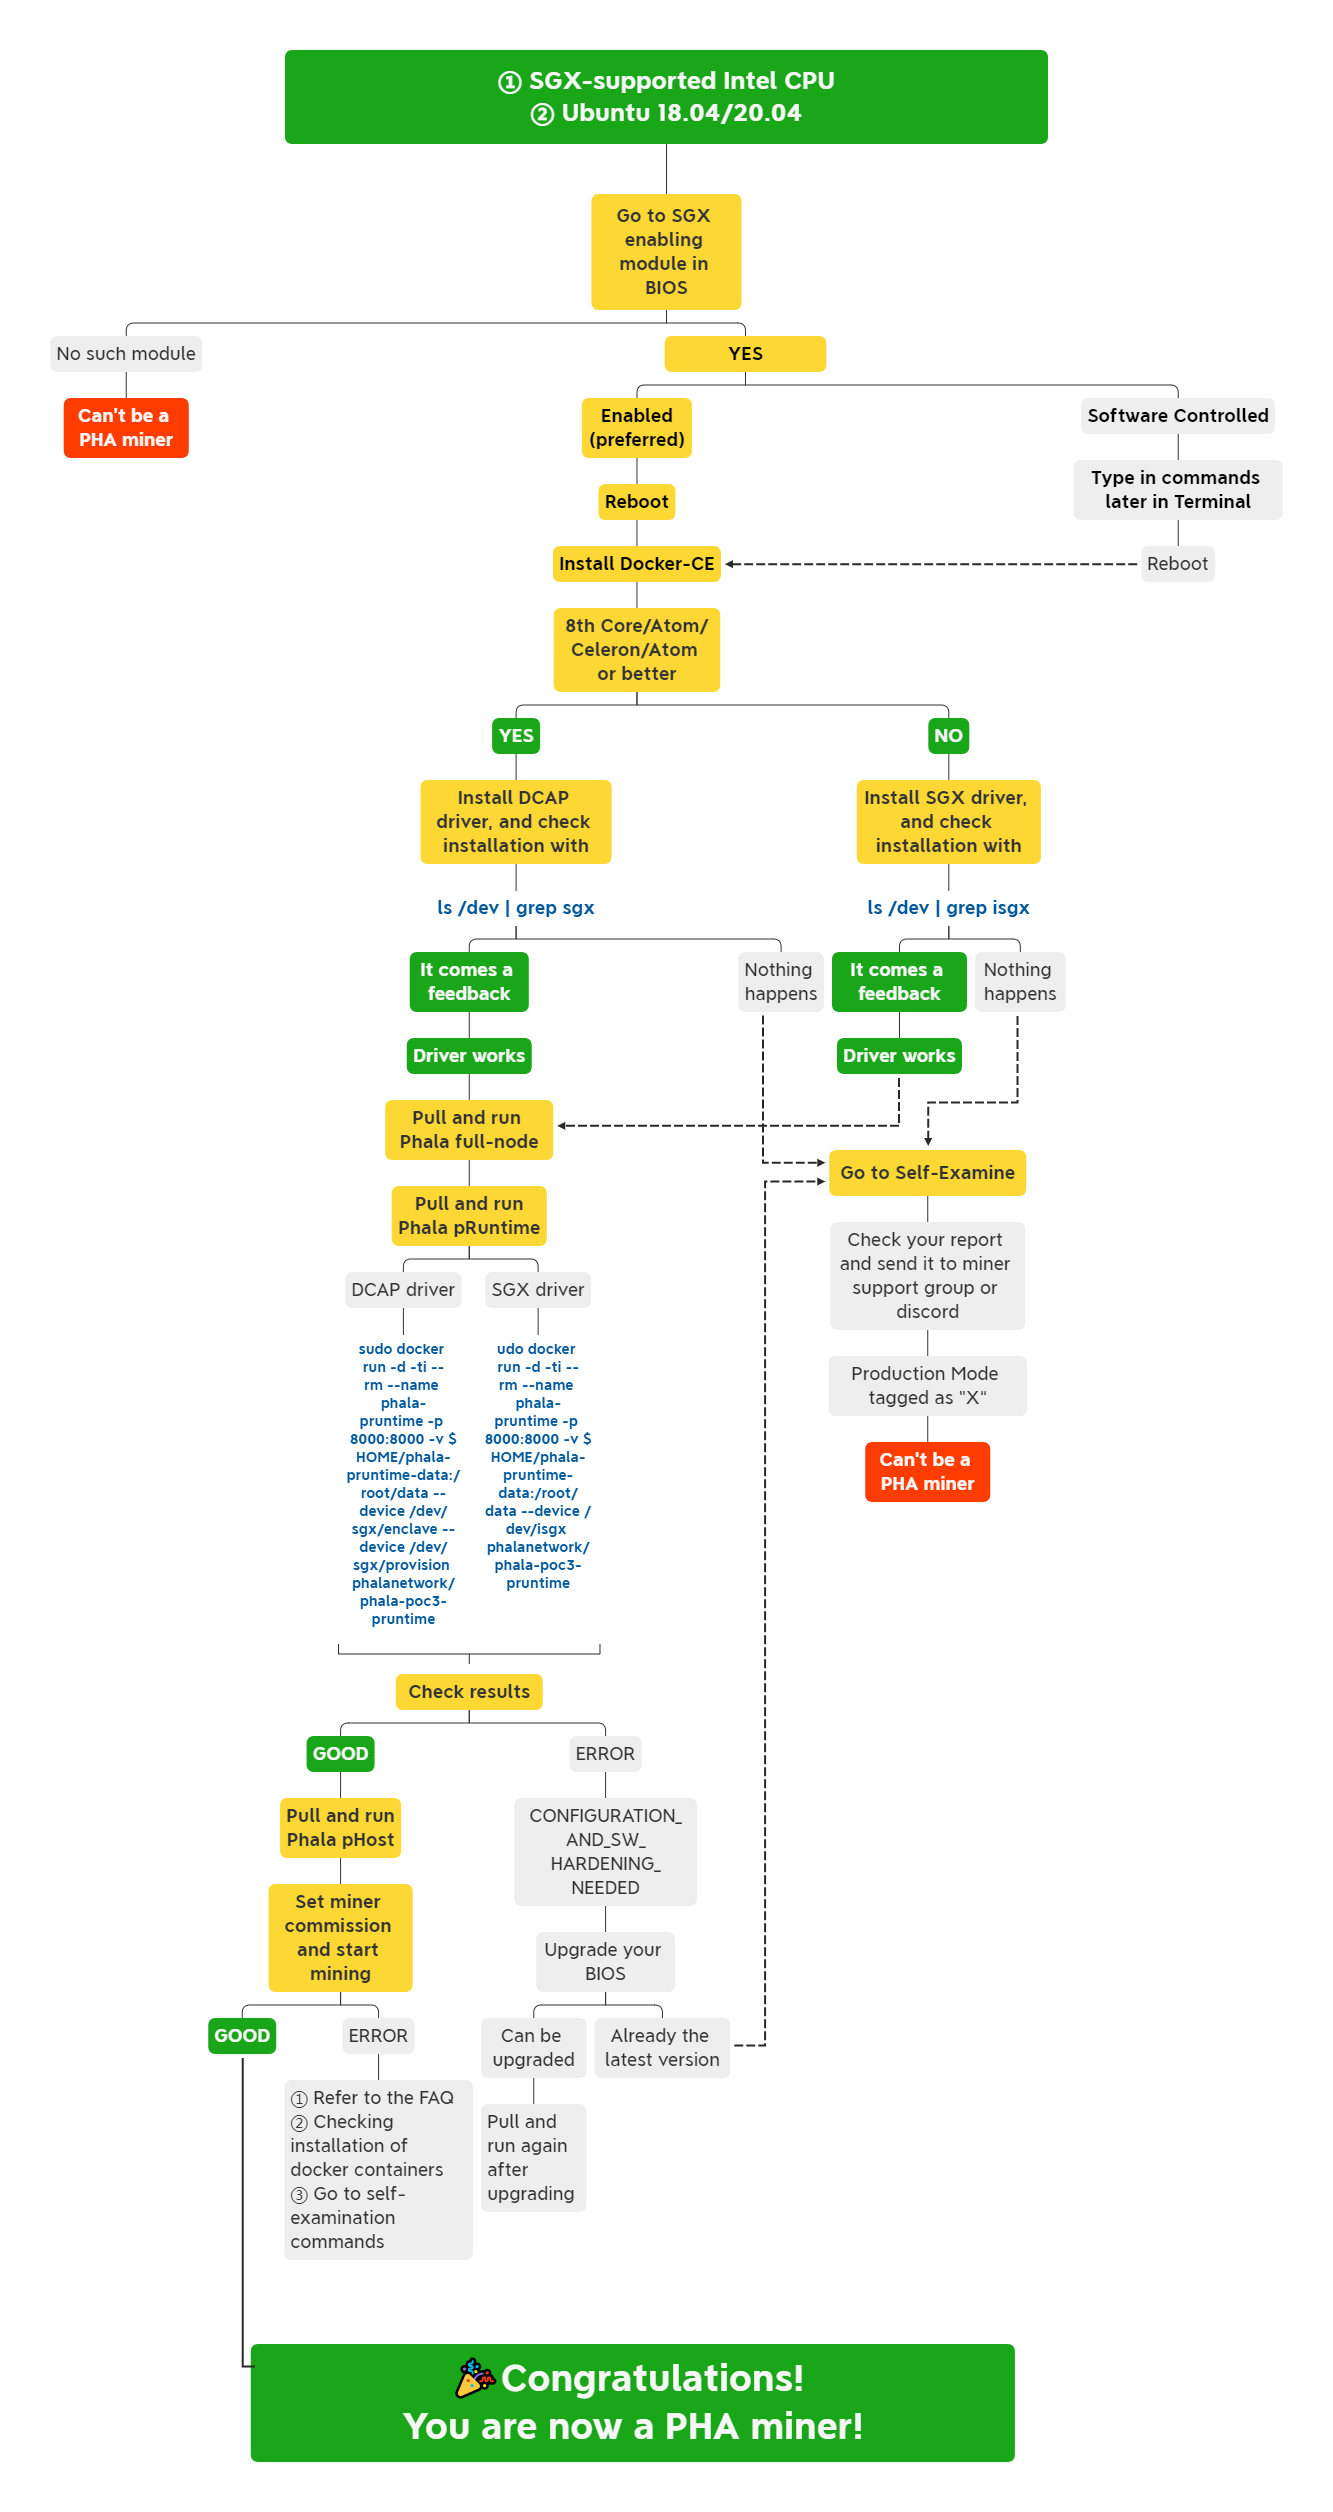 ① SGX-supported Intel CPU
② Ubuntu 18.04/20.04
Go to SGX
enabling
module in
BIOS
No such module
YES
Can't be a
PHA miner
Enabled
(preferred)
Software Controlled
Reboot
Type in commands
later in Terminal
Install Docker-CE
Reboot
8th Core/Atom/
Celeron/Atom
or better
YES
NO
Install DCAP
driver, and check
installation with
Install SGX driver,
and check
installation with
ls /dev | grep sgx
ls /dev | grep isgx
It comes a
feedback
Nothing
happens
It comes a
feedback
Nothing
happens
Driver works
Driver works
Pull and run
Phala full-node
Go to Self-Examine
Pull and run
Phala pRuntime
Check your report
and send it to miner
support group or
discord
DCAP driver
SGX driver
sudo docker
run -d -ti --
rm --name
phala-
pruntime -p
8000:8000 -v $
HOME/phala-
pruntime-data:/
root/data --
device /dev/
sgx/enclave --
device /dev/
sgx/provision
phalanetwork/
phala-poc3-
pruntime
udo docker
run -d -ti --
rm --name
phala-
pruntime -p
8000:8000 -v $
HOME/phala-
pruntime-
data:/root/
data --device /
dev/isgx
phalanetwork/
phala-poc3-
pruntime
Production Mode
tagged as "X“
Can't be a
PHA miner
Check results
GOOD
ERROR
Pull and run
Phala pHost
CONFIGURATION_
AND_SW_
HARDENING_
NEEDED
Set miner
commission
and start
mining
Upgrade your
BIOS
GOOD
ERROR
Can be
upgraded
Already the
latest version
① Refer to the FAQ
② Checking
installation of
docker containers
③ Go to self-
examination
commands
Pull and
run again
after
upgrading
🎉Congratulations!
You are now a PHA miner!